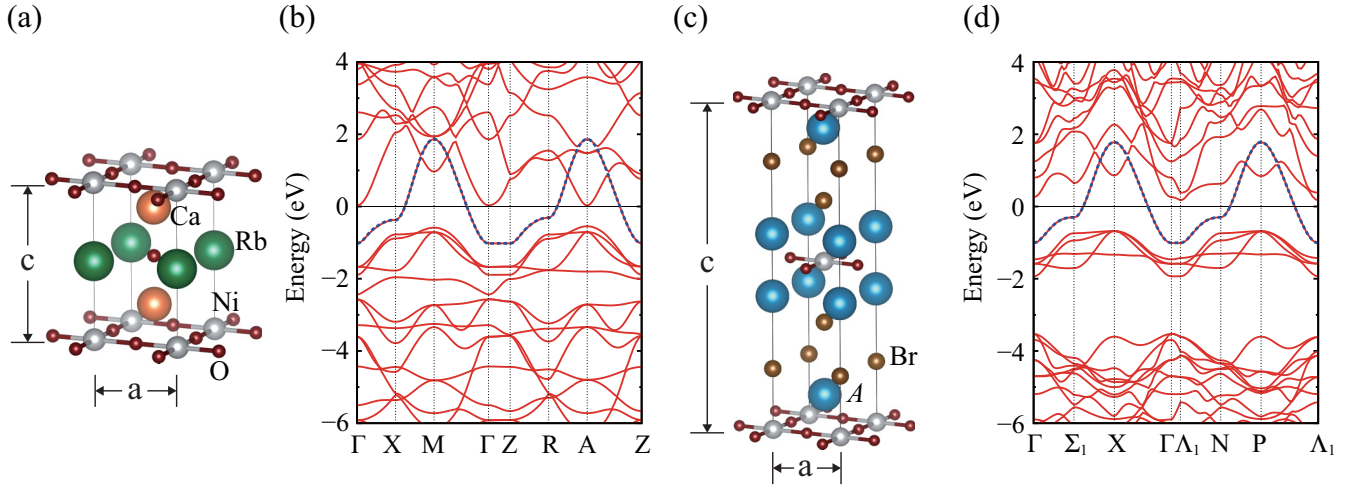 (a)
c
a
Ca
Rb
Ni
O
(b)
Energy (eV)
4
2
0
−2
−4
−6
Γ X M Γ Z R A Z
(c)
c
a
Br
A
(d)
Energy (eV)
4
2
0
−2
−4
−6
Γ Σ₁ X Γ Λ₁ N P Λ₁